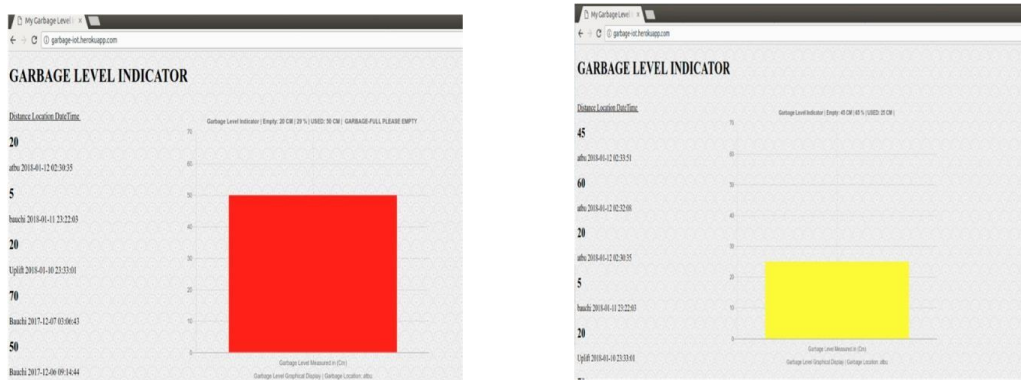 My Garbage Level
garbage-iot.herokuapp.com
GARBAGE LEVEL INDICATOR
Distance Location DateTime
20
atbu 2018-01-12 02:30:35
5
bauchi 2018-01-11 23:22:03
20
Uplift 2018-01-10 23:33:01
70
Bauchi 2017-12-07 03:06:43
50
Bauchi 2017-12-06 09:14:44
Garbage Level Indicator | Empty: 20 CM | 29 % | USED: 50 CM | GARBAGE-FULL PLEASE EMPTY
70
60
50
40
30
20
10
0
Garbage Level Measured in (Cm)
Garbage Level Graphical Display | Garbage Location: atbu
My Garbage Level
garbage-iot.herokuapp.com
GARBAGE LEVEL INDICATOR
Distance Location DateTime
45
atbu 2018-01-12 02:33:51
60
atbu 2018-01-12 02:32:08
20
atbu 2018-01-12 02:30:35
5
bauchi 2018-01-11 23:22:03
20
Uplift 2018-01-10 23:33:01
Garbage Level Indicator | Empty: 45 CM | 65 % | USED: 25 CM |
70
60
50
40
30
20
10
0
Garbage Level Measured in (Cm)
Garbage Level Graphical Display | Garbage Location: atbu